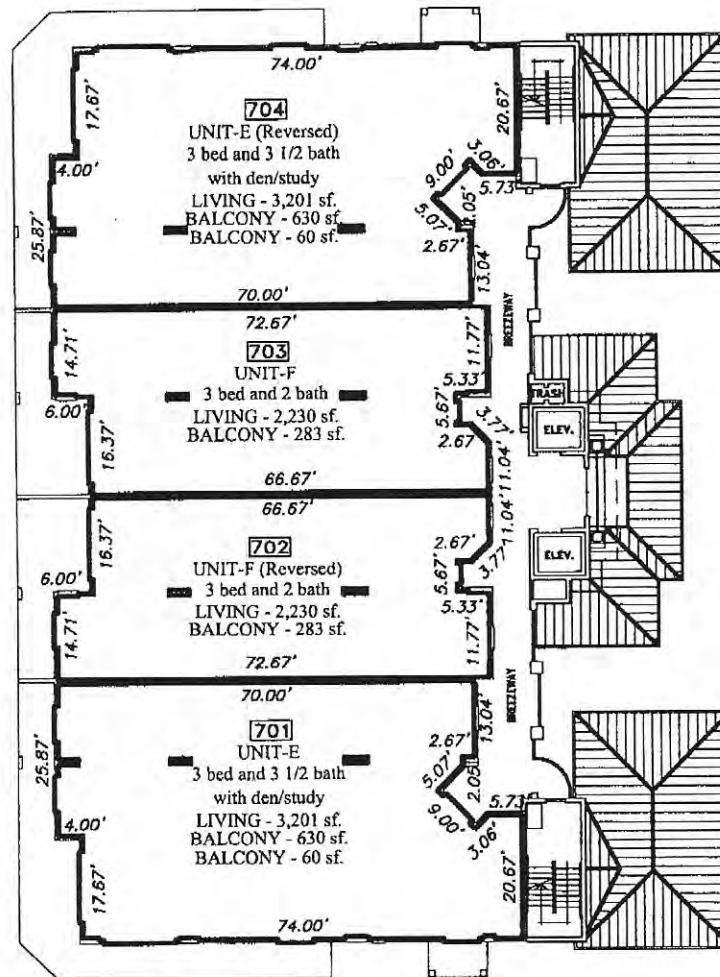 74.00'
17.67'
704
UNIT-E (Reversed)
3 bed and 3 1/2 bath
with den/study
LIVING - 3,201 sf.
BALCONY - 630 sf.
BALCONY - 60 sf.
20.67'
4.00'
3.06'
9.00'
5.73
2.05'
5.07'
2.67'
25.87'
13.04'
70.00'
BREEZEWAY
72.67'
14.71'
703
UNIT-F
3 bed and 2 bath
LIVING - 2,230 sf.
BALCONY - 283 sf.
11.77'
5.33'
6.00'
5.67'
3.77'
2.67
16.37'
11.04'
66.67'
TRASH
ELEV.
66.67'
16.37'
702
UNIT-F (Reversed)
3 bed and 2 bath
LIVING - 2,230 sf.
BALCONY - 283 sf.
11.04'
2.67'
3.77'
5.67'
6.00'
5.33'
14.71'
11.77'
72.67'
ELEV.
BREEZEWAY
70.00'
701
UNIT-E
3 bed and 3 1/2 bath
with den/study
LIVING - 3,201 sf.
BALCONY - 630 sf.
BALCONY - 60 sf.
25.87'
13.04'
2.67'
5.07'
2.05'
5.73
9.00'
3.06'
4.00'
17.67'
20.67'
74.00'